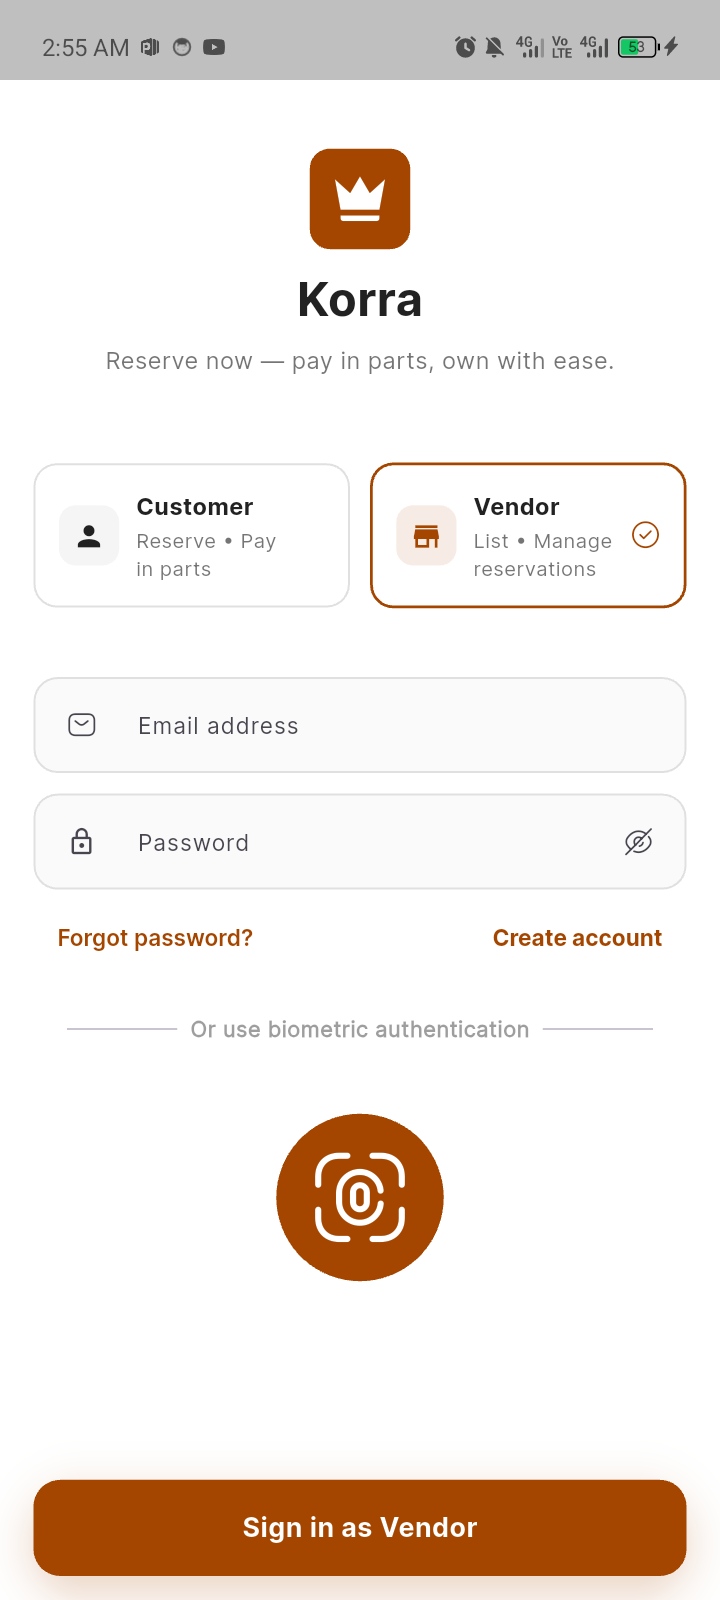 2:55 AM 4G Vo LTE 4G 53
Korra
Reserve now — pay in parts, own with ease.
Customer
Reserve • Pay
in parts
Vendor
List • Manage
reservations
Email address
Password
Forgot password?
Create account
Or use biometric authentication
Sign in as Vendor